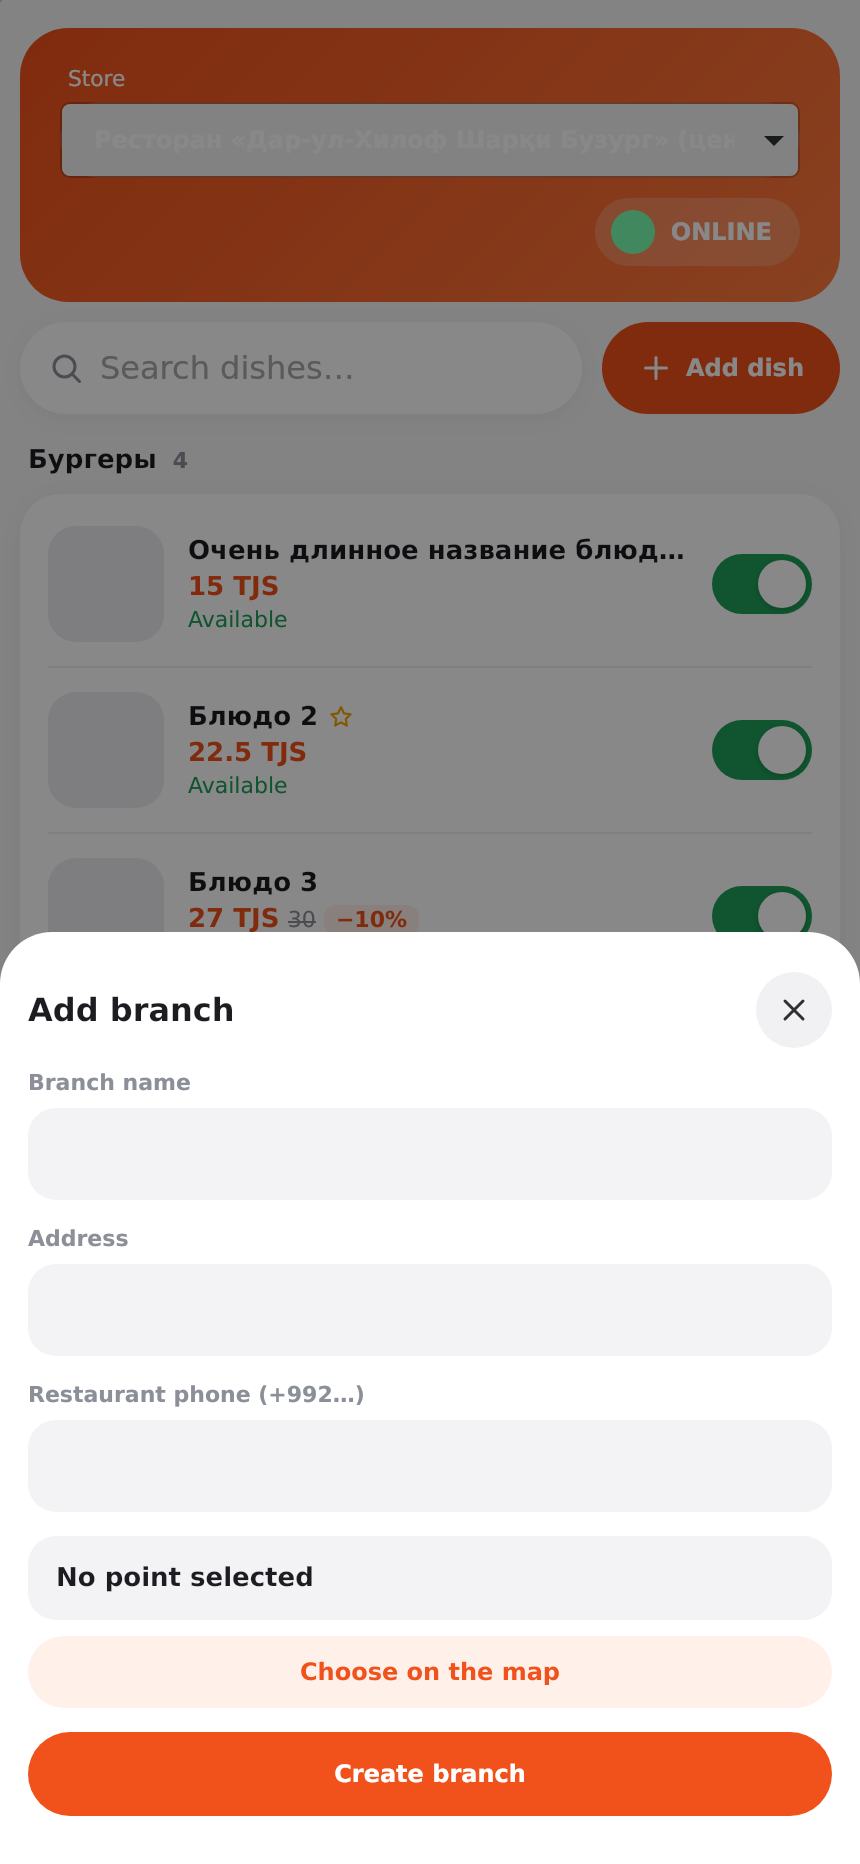 Store
Ресторан «Дар-ул-Хилоф Шарқи Бузург» (цен
ONLINE
Search dishes...
Add dish
Бургеры 4
Очень длинное название блюд...
15 TJS
Available
Блюдо 2
22.5 TJS
Available
Блюдо 3
27 TJS 30 −10%
Add branch
Branch name
Address
Restaurant phone (+992...)
No point selected
Choose on the map
Create branch